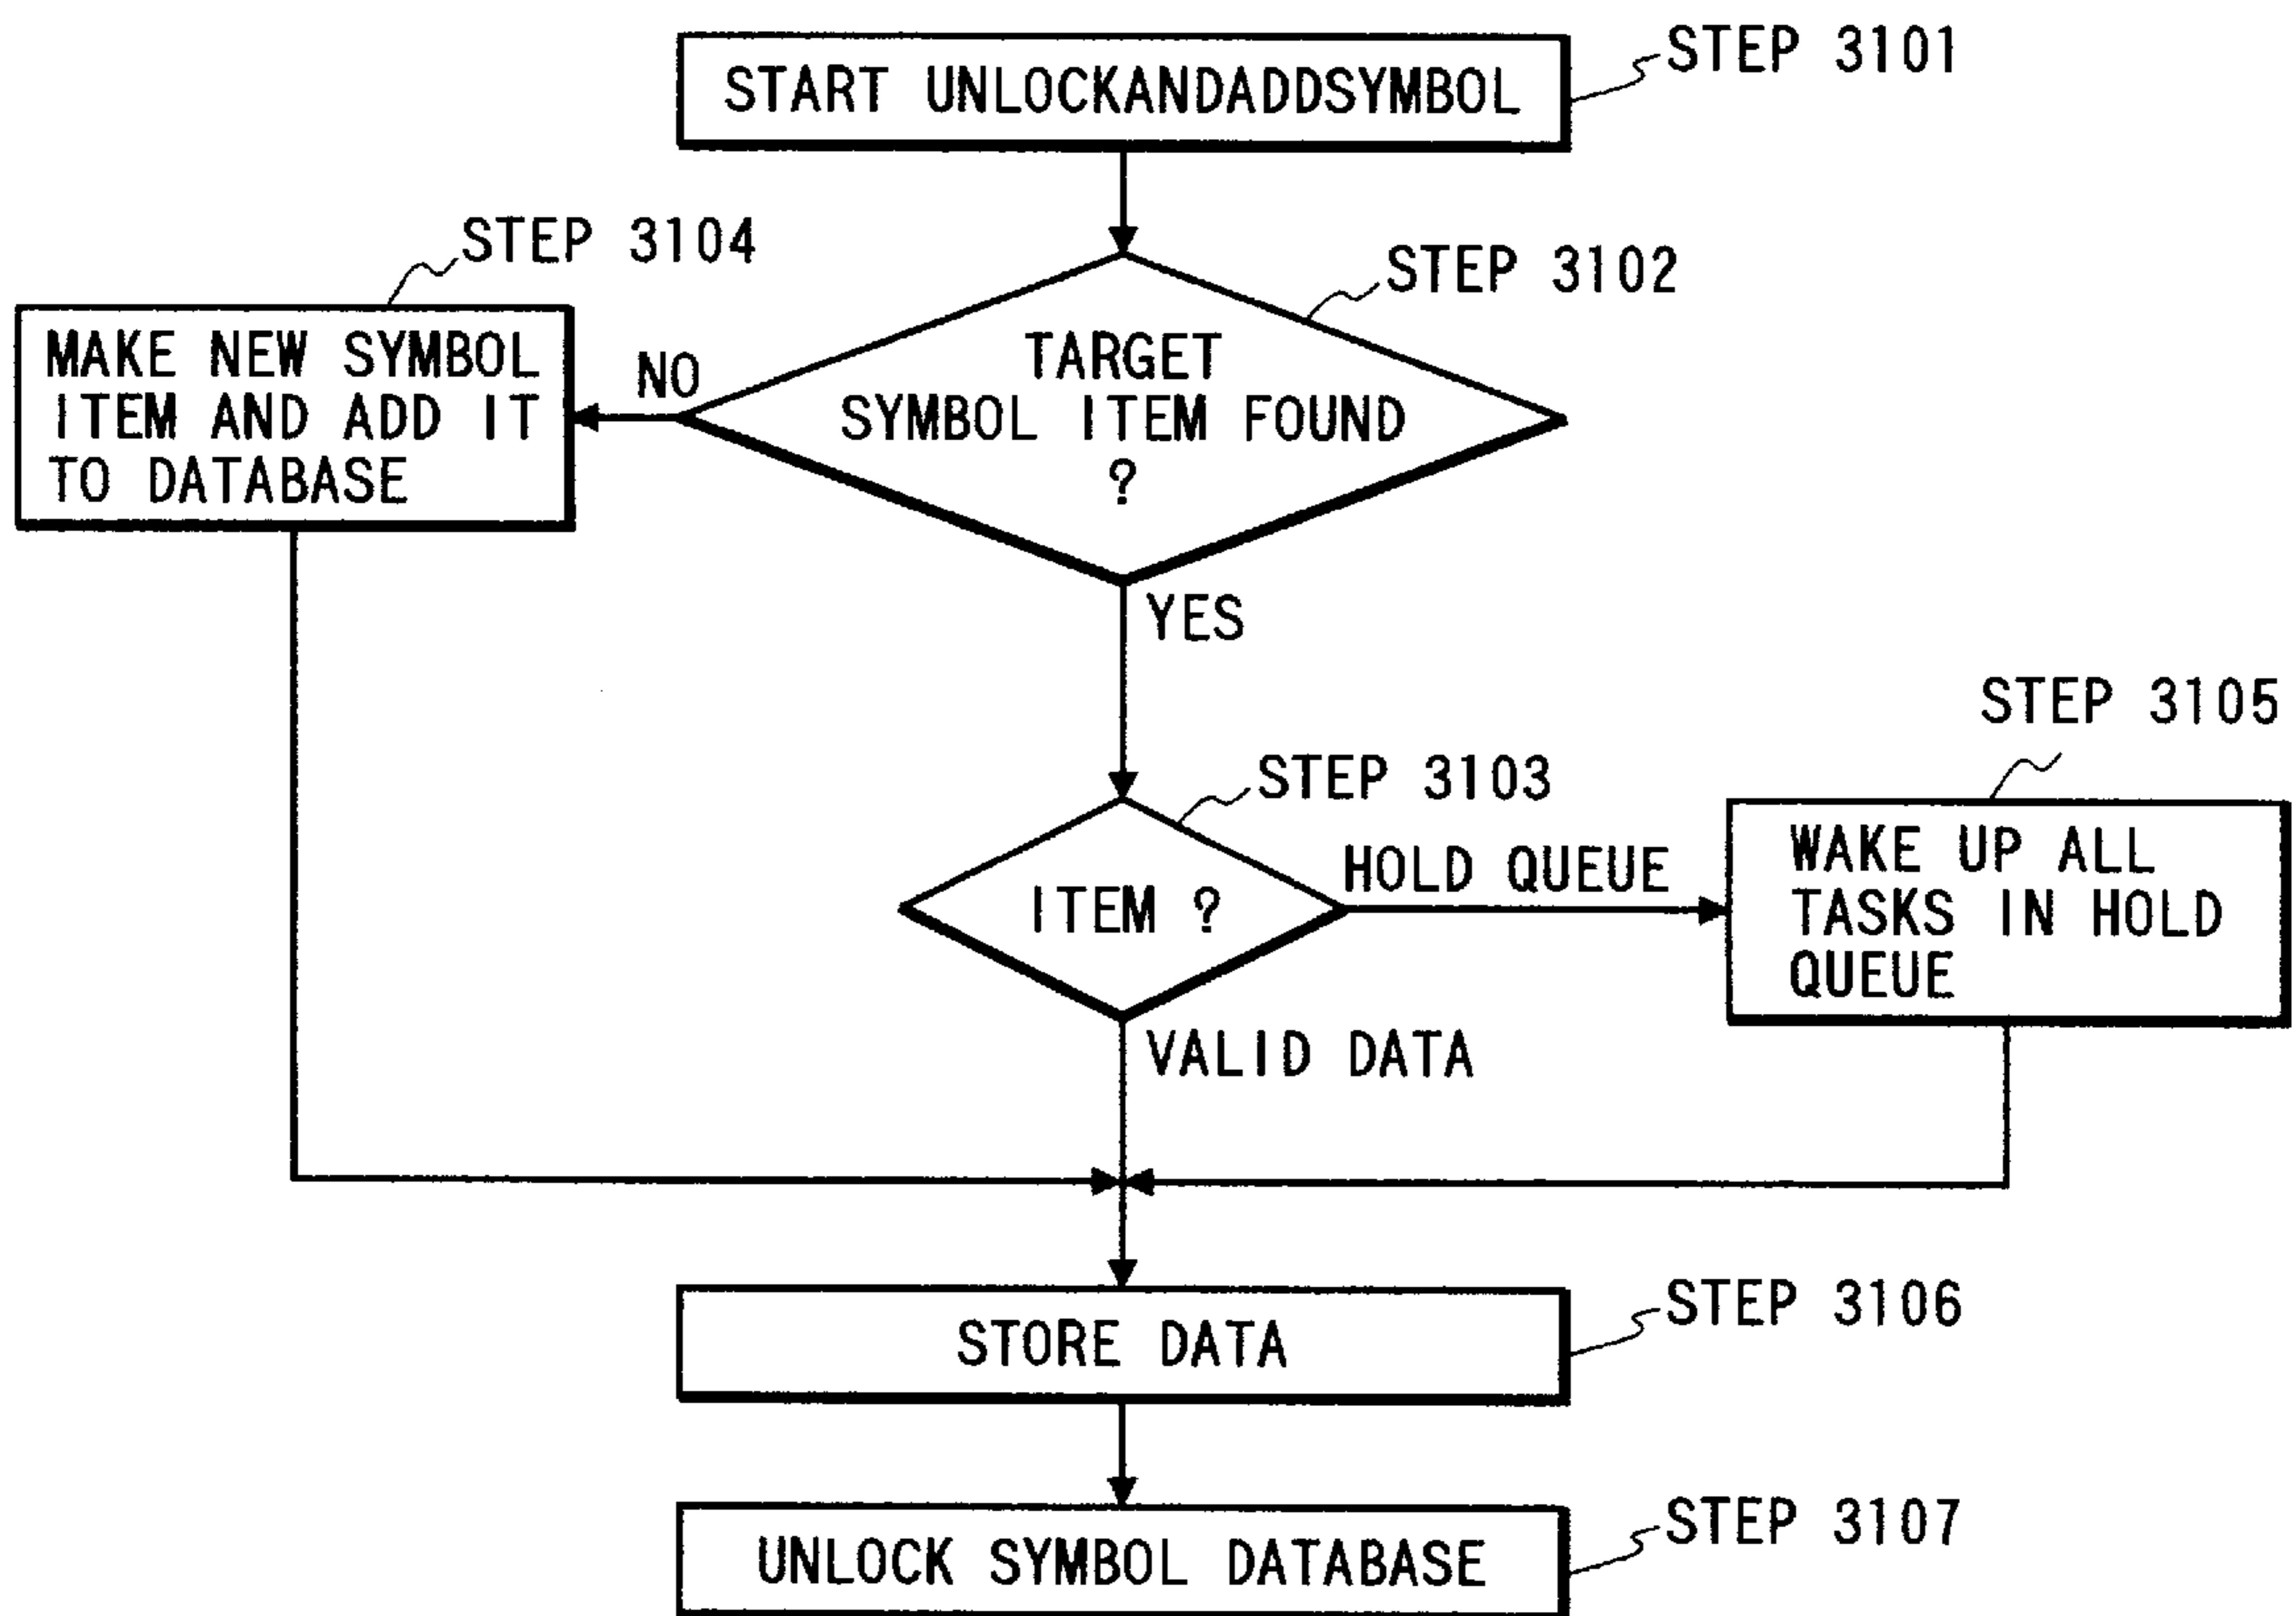 START UNLOCKANDADDSYMBOL
STEP 3101
STEP 3104
STEP 3102
MAKE NEW SYMBOL
ITEM AND ADD IT
TO DATABASE
NO
TARGET
SYMBOL ITEM FOUND
?
YES
STEP 3105
STEP 3103
ITEM ?
HOLD QUEUE
WAKE UP ALL
TASKS IN HOLD
QUEUE
VALID DATA
STORE DATA
STEP 3106
UNLOCK SYMBOL DATABASE
STEP 3107